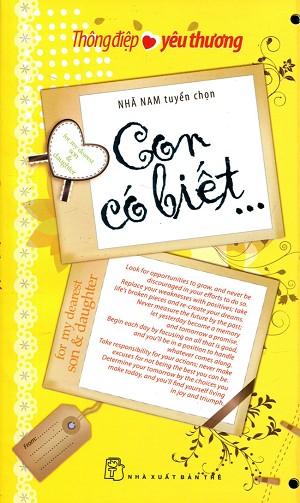 Thông điệp yêu thương
NHÃ NAM tuyển chọn
for my dearest
son
&
daughter
Con
có biết...
for my dearest
son & daughter
Look for opportunities to grow, and never be
discouraged in your efforts to do so.
Replace your weaknesses with positives; take
life's broken pieces and re-create your dreams.
Never measure the future by the past;
let yesterday become a memory
and tomorrow a promise.
Begin each day by focusing on all that is good,
and you'll be in a position to handle
whatever comes along.
Take responsibility for your actions; never make
excuses for not being the best you can be.
Determine your tomorrow by the choices you
make today, and you'll find yourself living
in joy and triumph.
From:
NHÀ XUẤT BẢN TRẺ